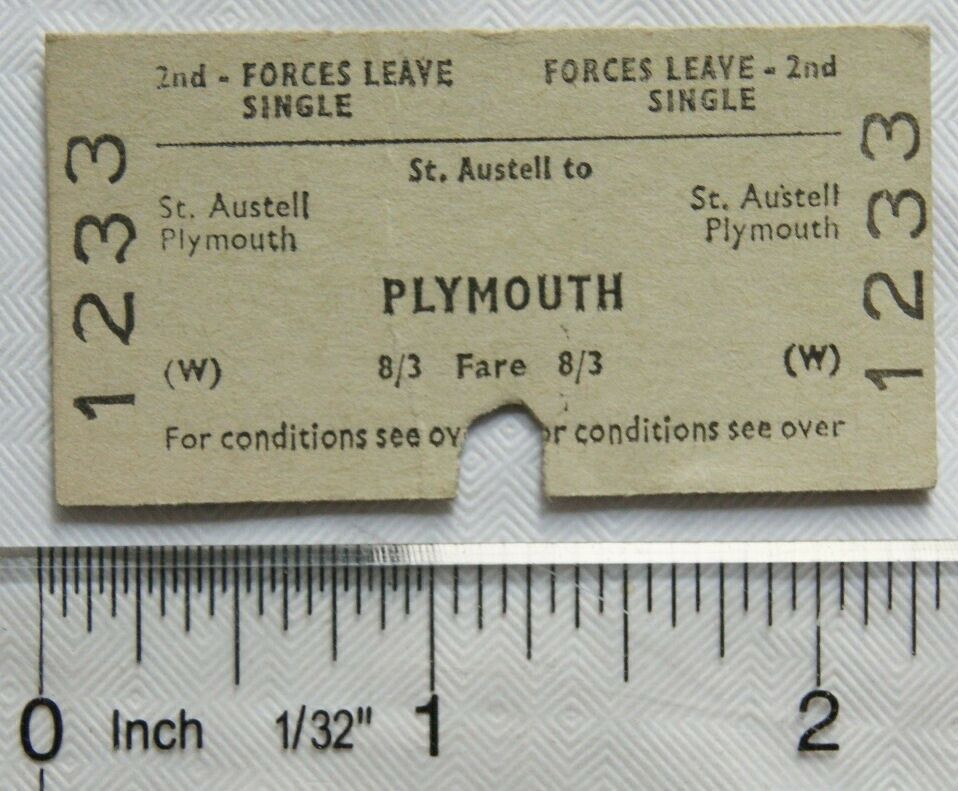 2nd - FORCES LEAVE FORCES LEAVE - 2nd
SINGLE SINGLE
St. Austell to
St. Austell St. Austell
Plymouth Plymouth
PLYMOUTH
(W) 8/3 Fare 8/3 (W)
For conditions see ov or conditions see over
1233
1233
0 Inch 1/32" 1 2